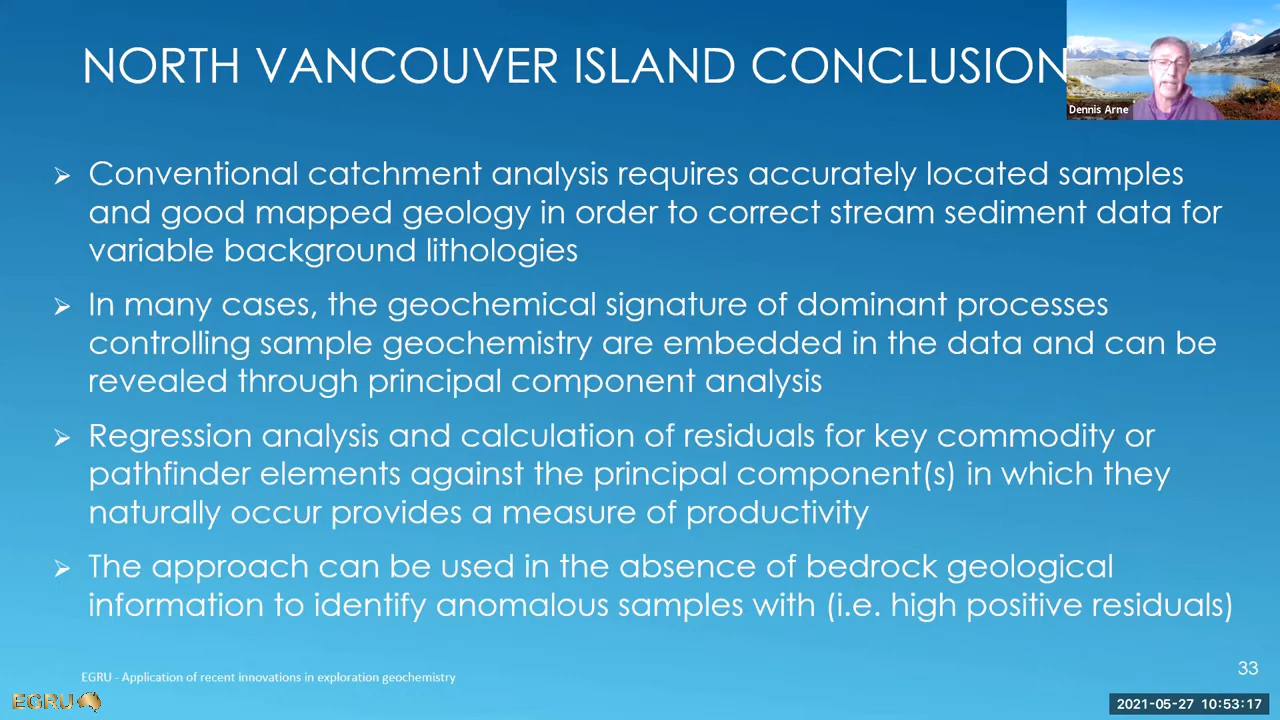 NORTH VANCOUVER ISLAND CONCLUSION
Dennis Arne
➢ Conventional catchment analysis requires accurately located samples
and good mapped geology in order to correct stream sediment data for
variable background lithologies
➢ In many cases, the geochemical signature of dominant processes
controlling sample geochemistry are embedded in the data and can be
revealed through principal component analysis
➢ Regression analysis and calculation of residuals for key commodity or
pathfinder elements against the principal component(s) in which they
naturally occur provides a measure of productivity
➢ The approach can be used in the absence of bedrock geological
information to identify anomalous samples with (i.e. high positive residuals)
EGRU - Application of recent innovations in exploration geochemistry
33
EGRU
2021-05-27 10:53:17